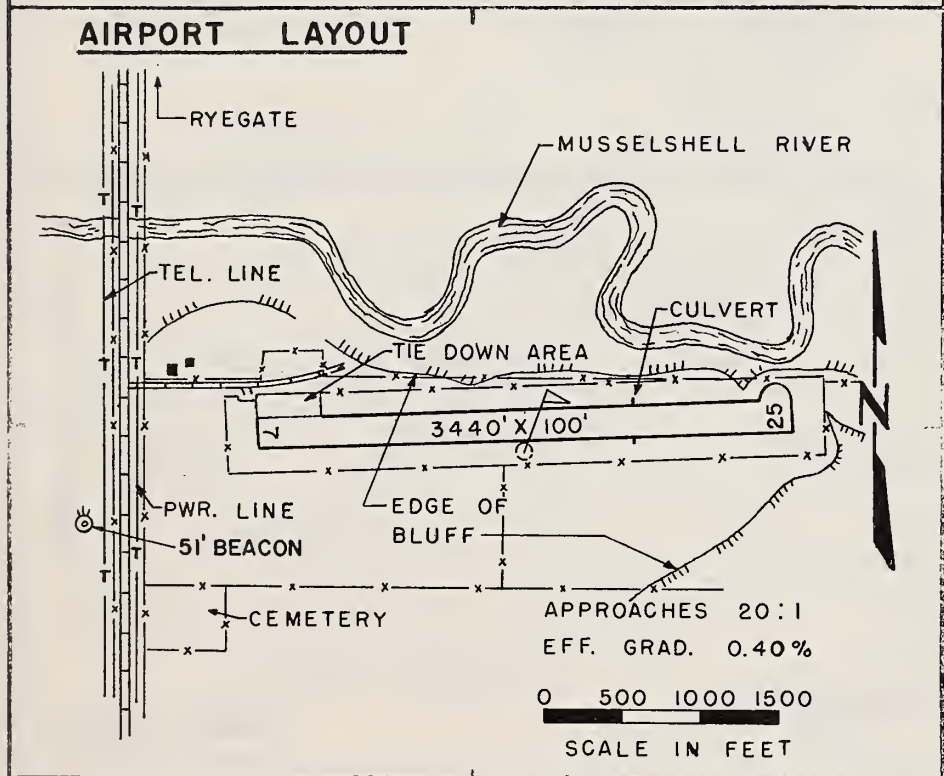 AIRPORT LAYOUT
RYEGATE
MUSSELSHELL RIVER
TEL. LINE
CULVERT
TIE DOWN AREA
7
3440' X 100'
25
N
PWR. LINE
EDGE OF
BLUFF
51' BEACON
CEMETERY
APPROACHES 20:1
EFF. GRAD. 0.40%
0 500 1000 1500
SCALE IN FEET
T
T
T
T
T
T